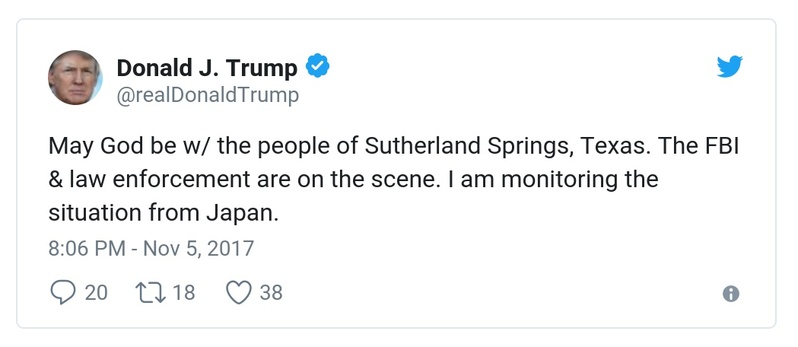 Donald J. Trump
@realDonaldTrump
May God be w/ the people of Sutherland Springs, Texas. The FBI
& law enforcement are on the scene. I am monitoring the
situation from Japan.
8:06 PM - Nov 5, 2017
20 18 38